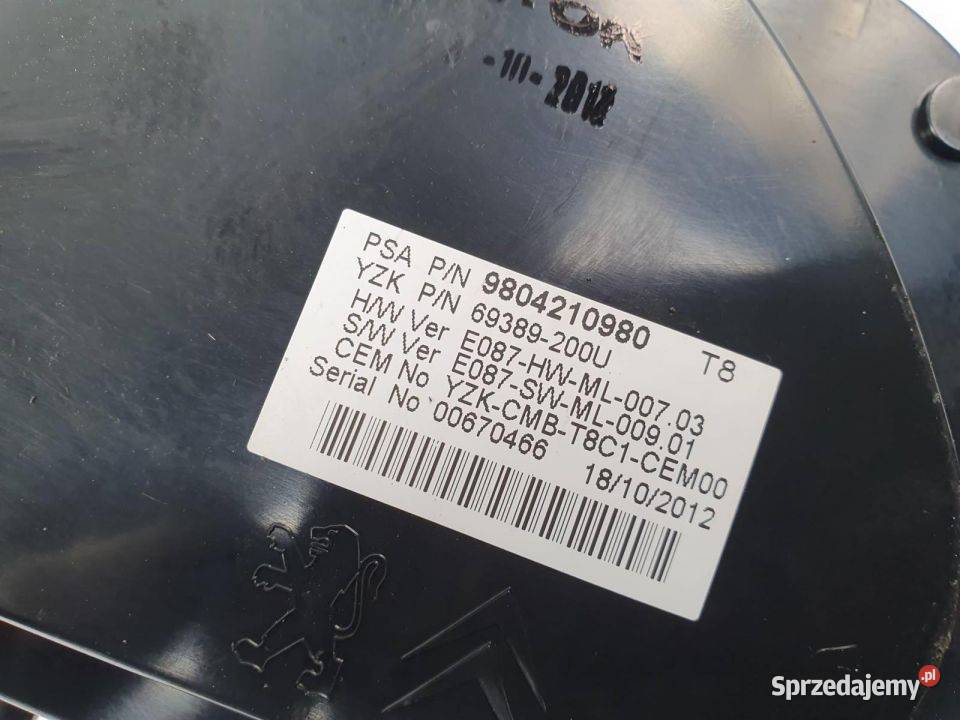 -10-2012
PSA P/N 9804210980 T8
YZK P/N 69389-200U
H/W Ver E087-HW-ML-007.03
S/W Ver E087-SW-ML-009.01
CEM No YZK-CMB-T8C1-CEM00
Serial No 00670466 18/10/2012
Sprzedajemy.pl